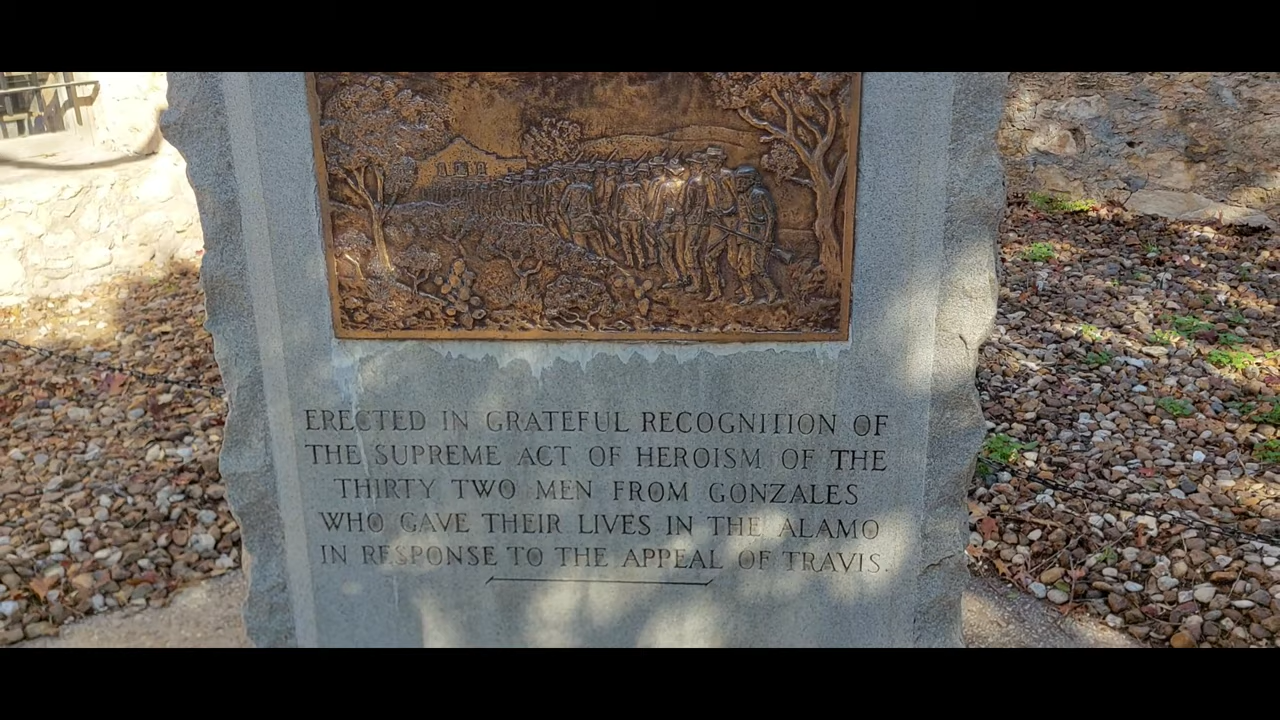 ERECTED IN GRATEFUL RECOGNITION OF
THE SUPREME ACT OF HEROISM OF THE
THIRTY TWO MEN FROM GONZALES
WHO GAVE THEIR LIVES IN THE ALAMO
IN RESPONSE TO THE APPEAL OF TRAVIS.